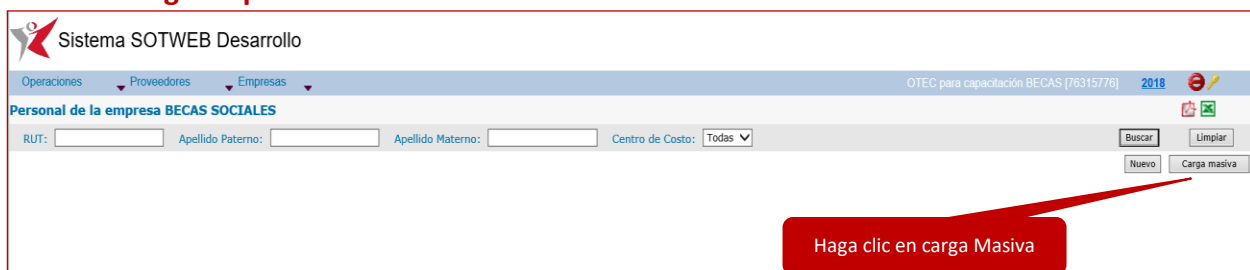 Sistema SOTWEB Desarrollo
Operaciones Proveedores Empresas OTEC para capacitación BECAS [76315776] 2018
Personal de la empresa BECAS SOCIALES
RUT: Apellido Paterno: Apellido Materno: Centro de Costo: Todas Buscar Limpiar
Nuevo Carga masiva
Haga clic en carga Masiva